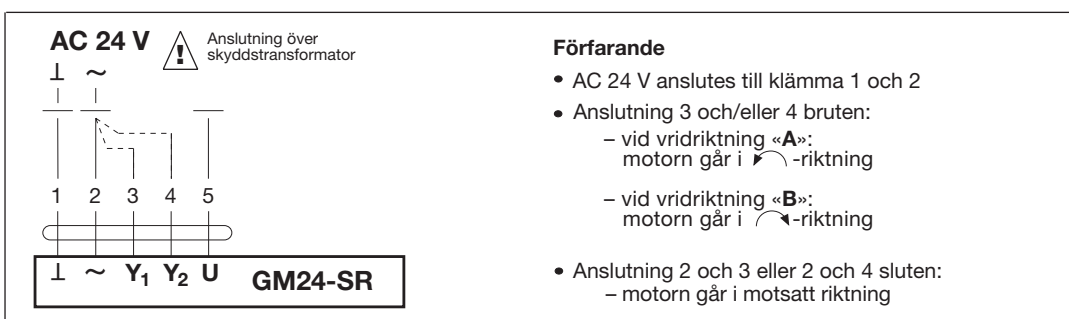 AC 24 V
Anslutning över
skyddstransformator
⊥ ~
1 2 3 4 5
⊥ ~ Y₁ Y₂ U GM24-SR
Förfarande
• AC 24 V anslutes till klämma 1 och 2
• Anslutning 3 och/eller 4 bruten:
– vid vridriktning «A»:
motorn går i ↶ -riktning
– vid vridriktning «B»:
motorn går i ↷-riktning
• Anslutning 2 och 3 eller 2 och 4 sluten:
– motorn går i motsatt riktning